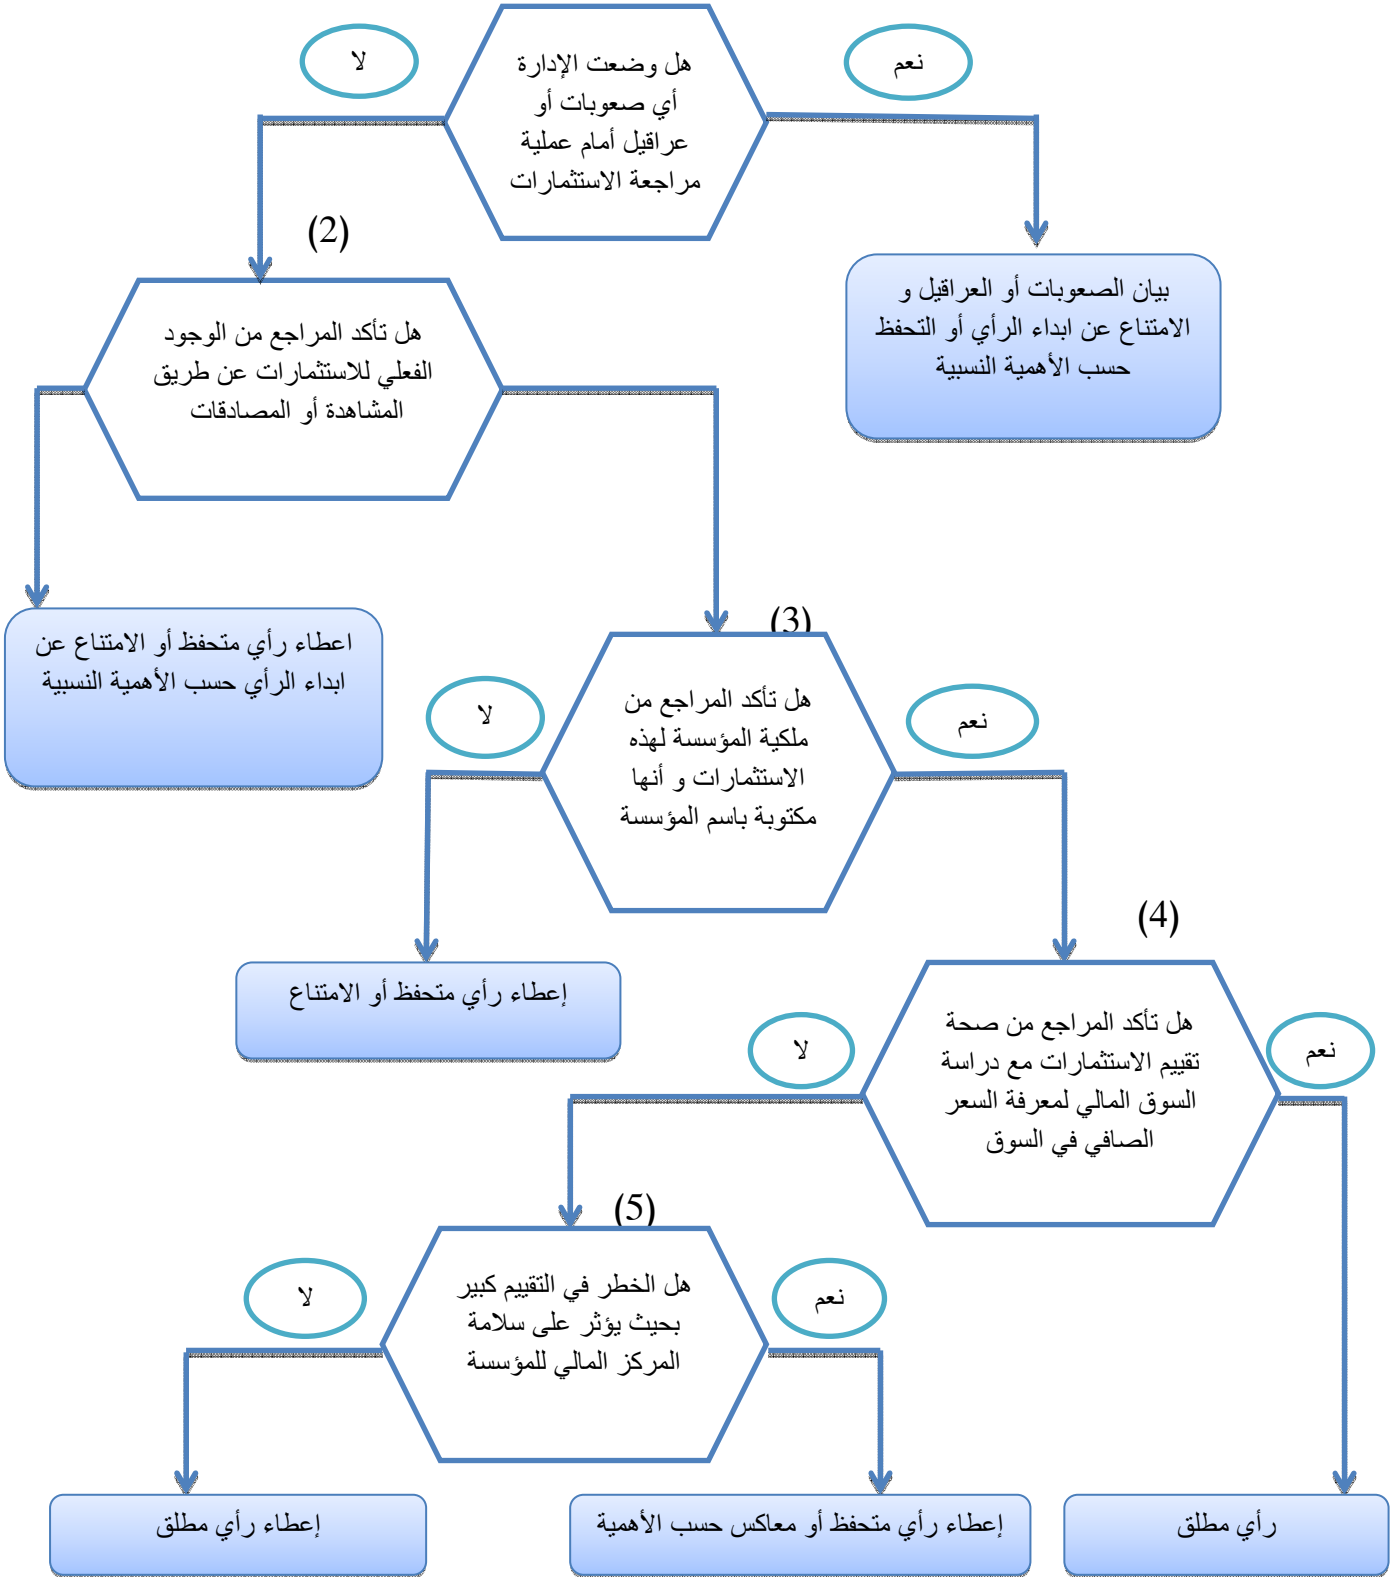 نعم
لا
هل وضعت الإدارة
أي صعوبات أو
عراقيل أمام عملية
مراجعة الاستثمارات
(2)
بيان الصعوبات أو العراقيل و
الامتناع عن ابداء الرأي أو التحفظ
حسب الأهمية النسبية
هل تأكد المراجع من الوجود
الفعلي للاستثمارات عن طريق
المشاهدة أو المصادقات
(3)
اعطاء رأي متحفظ أو الامتناع عن
ابداء الرأي حسب الأهمية النسبية
نعم
لا
هل تأكد المراجع من
ملكية المؤسسة لهذه
الاستثمارات و أنها
مكتوبة باسم المؤسسة
(4)
إعطاء رأي متحفظ أو الامتناع
نعم
لا
هل تأكد المراجع من صحة
تقييم الاستثمارات مع دراسة
السوق المالي لمعرفة السعر
الصافي في السوق
(5)
نعم
لا
هل الخطر في التقييم كبير
بحيث يؤثر على سلامة
المركز المالي للمؤسسة
رأي مطلق
إعطاء رأي متحفظ أو معاكس حسب الأهمية
إعطاء رأي مطلق